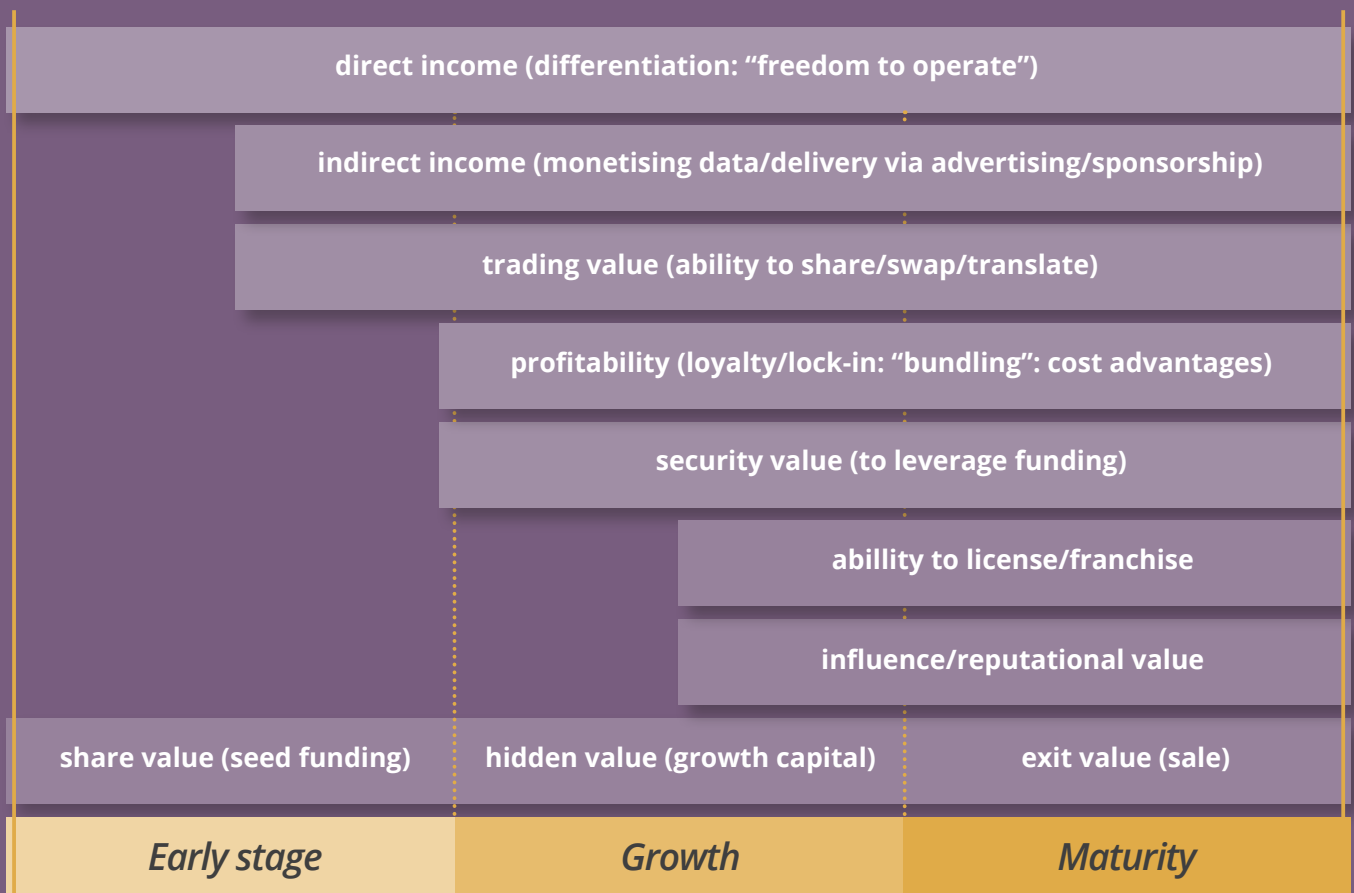 direct income (differentiation: “freedom to operate”)
indirect income (monetising data/delivery via advertising/sponsorship)
trading value (ability to share/swap/translate)
profitability (loyalty/lock-in: “bundling”: cost advantages)
security value (to leverage funding)
abillity to license/franchise
influence/reputational value
share value (seed funding)
hidden value (growth capital)
exit value (sale)
Early stage
Growth
Maturity